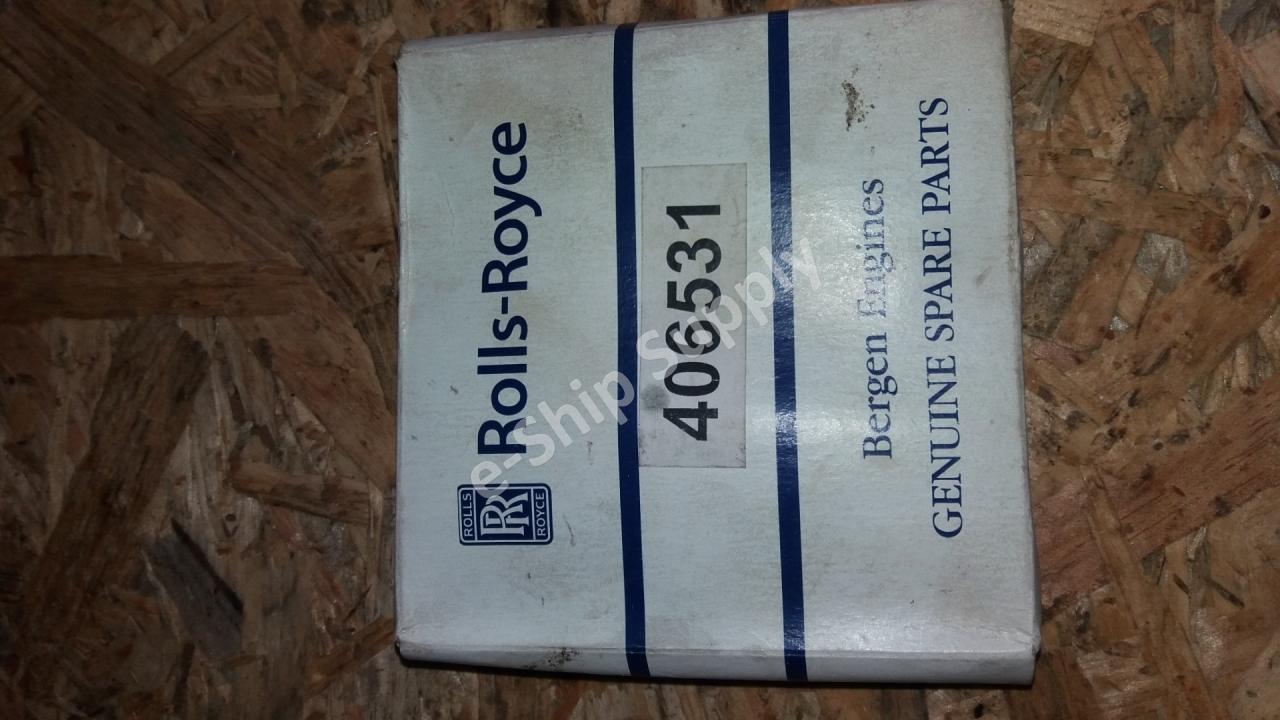 ROLLS
RR
ROYCE
Rolls-Royce
406531
Bergen Engines
GENUINE SPARE PARTS
e-Ship Supply